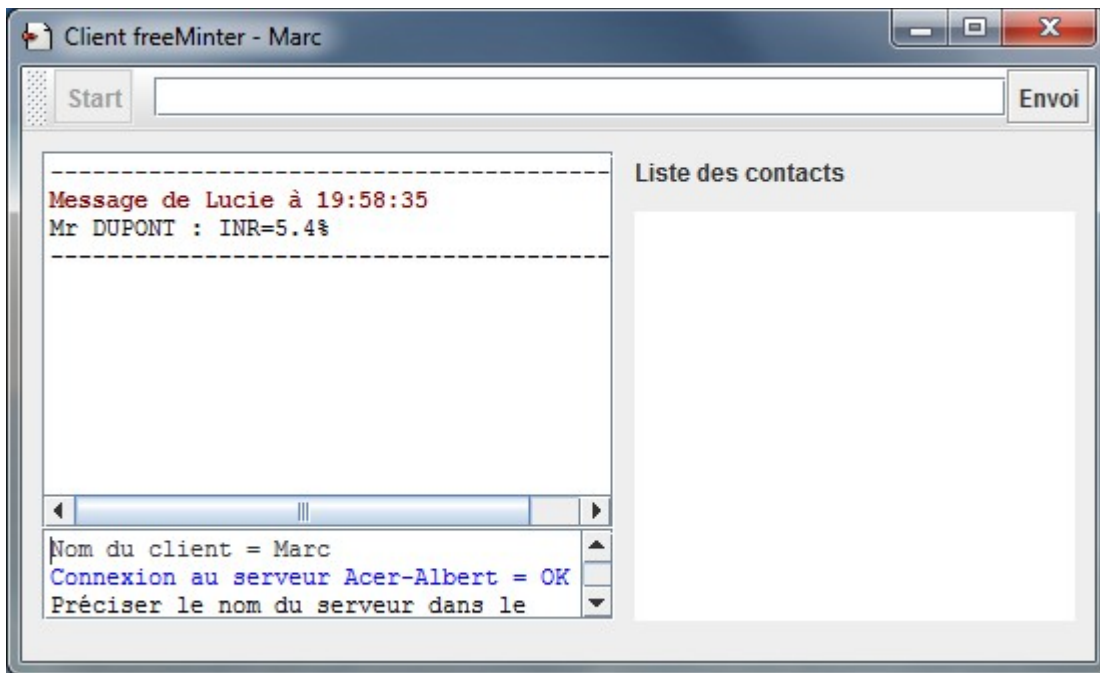 Client freeMinter - Marc
Start
Envoi
----------------------------------------
Message de Lucie à 19:58:35
Mr DUPONT : INR=5.4%
----------------------------------------
Liste des contacts
Nom du client = Marc
Connexion au serveur Acer-Albert = OK
Préciser le nom du serveur dans le